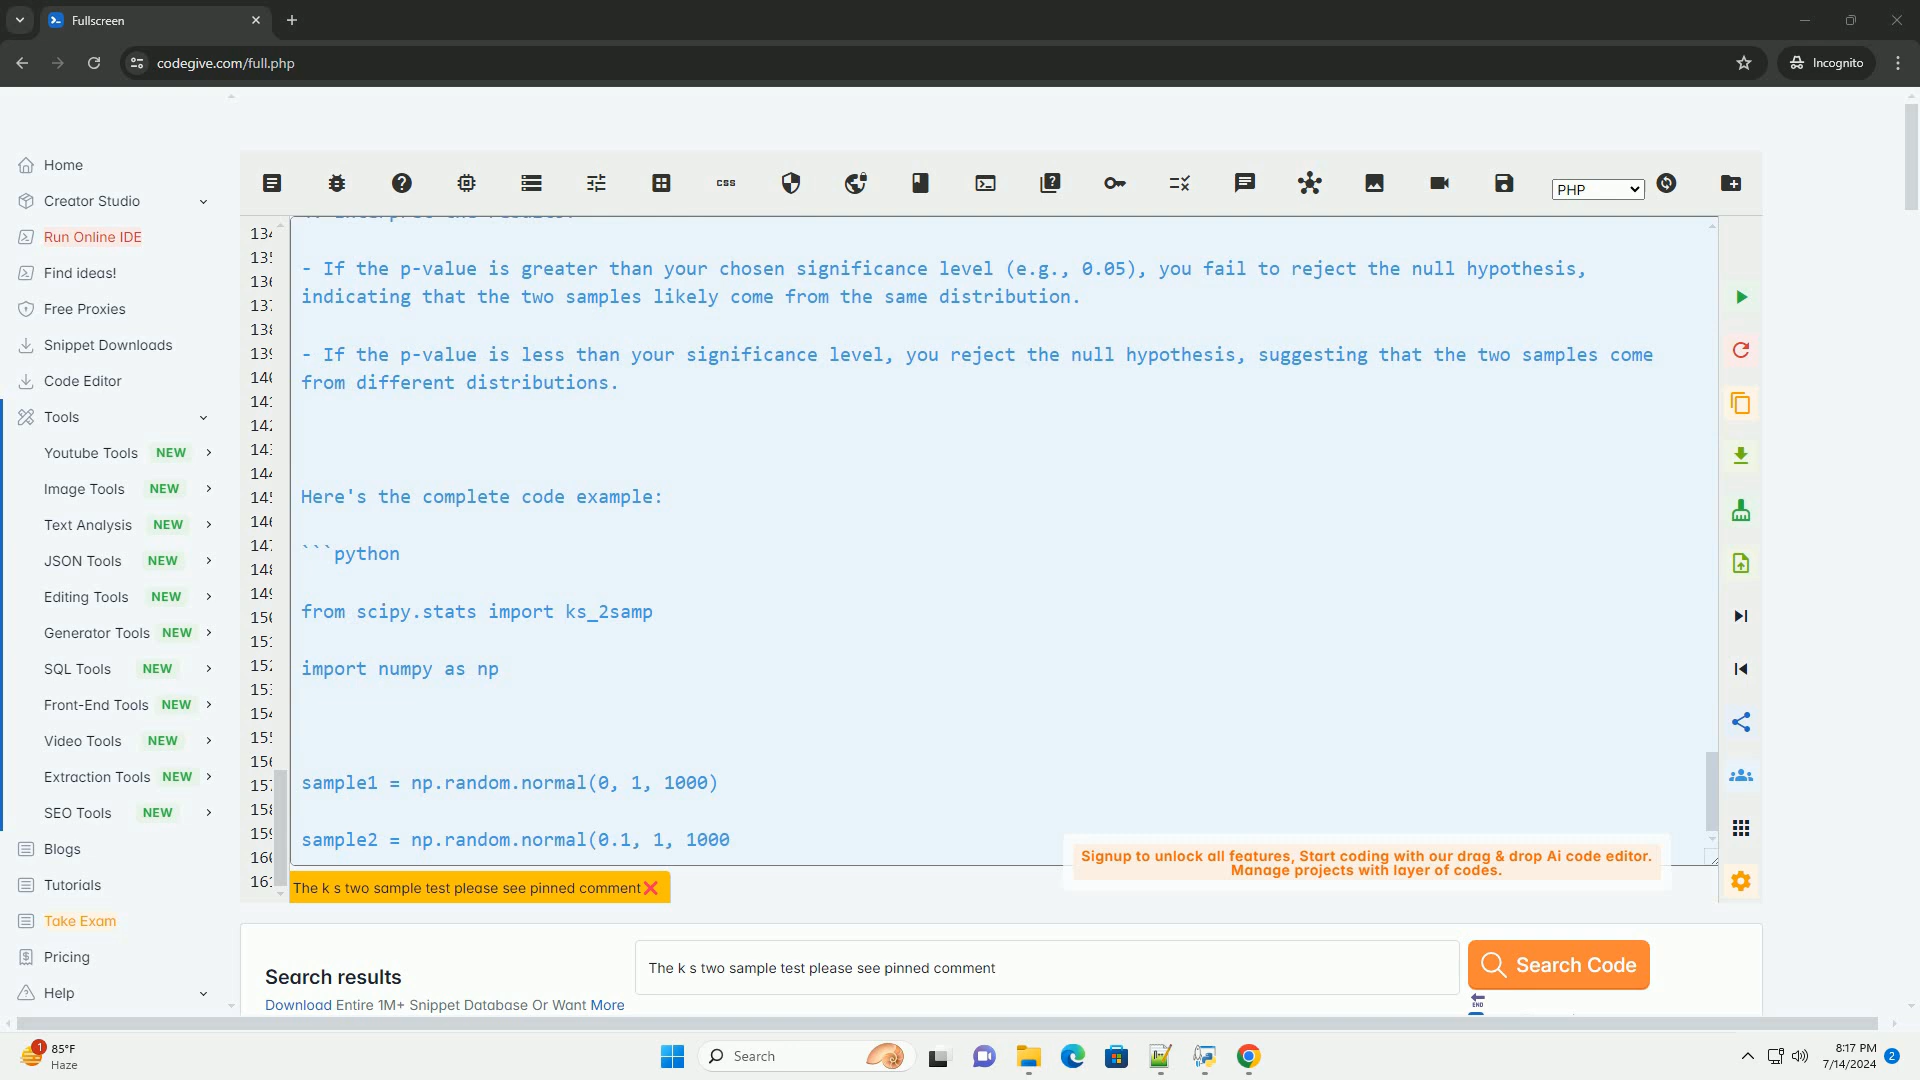 Fullscreen
codegive.com/full.php
Incognito
Home
Creator Studio
Run Online IDE
Find ideas!
Free Proxies
Snippet Downloads
Code Editor
Tools
Youtube Tools NEW
Image Tools NEW
Text Analysis NEW
JSON Tools NEW
Editing Tools NEW
Generator Tools NEW
SQL Tools NEW
Front-End Tools NEW
Video Tools NEW
Extraction Tools NEW
SEO Tools NEW
Blogs
Tutorials
Take Exam
Pricing
Help
css
PHP
- If the p-value is greater than your chosen significance level (e.g., 0.05), you fail to reject the null hypothesis,
indicating that the two samples likely come from the same distribution.
- If the p-value is less than your significance level, you reject the null hypothesis, suggesting that the two samples come
from different distributions.
Here's the complete code example:
```python
from scipy.stats import ks_2samp
import numpy as np
sample1 = np.random.normal(0, 1, 1000)
sample2 = np.random.normal(0.1, 1, 1000
Signup to unlock all features, Start coding with our drag & drop Ai code editor.
Manage projects with layer of codes.
The k s two sample test please see pinned comment❌
Search results
Download Entire 1M+ Snippet Database Or Want More
The k s two sample test please see pinned comment
Search Code
END
1
85°F
Haze
Search
8:17 PM
7/14/2024
2